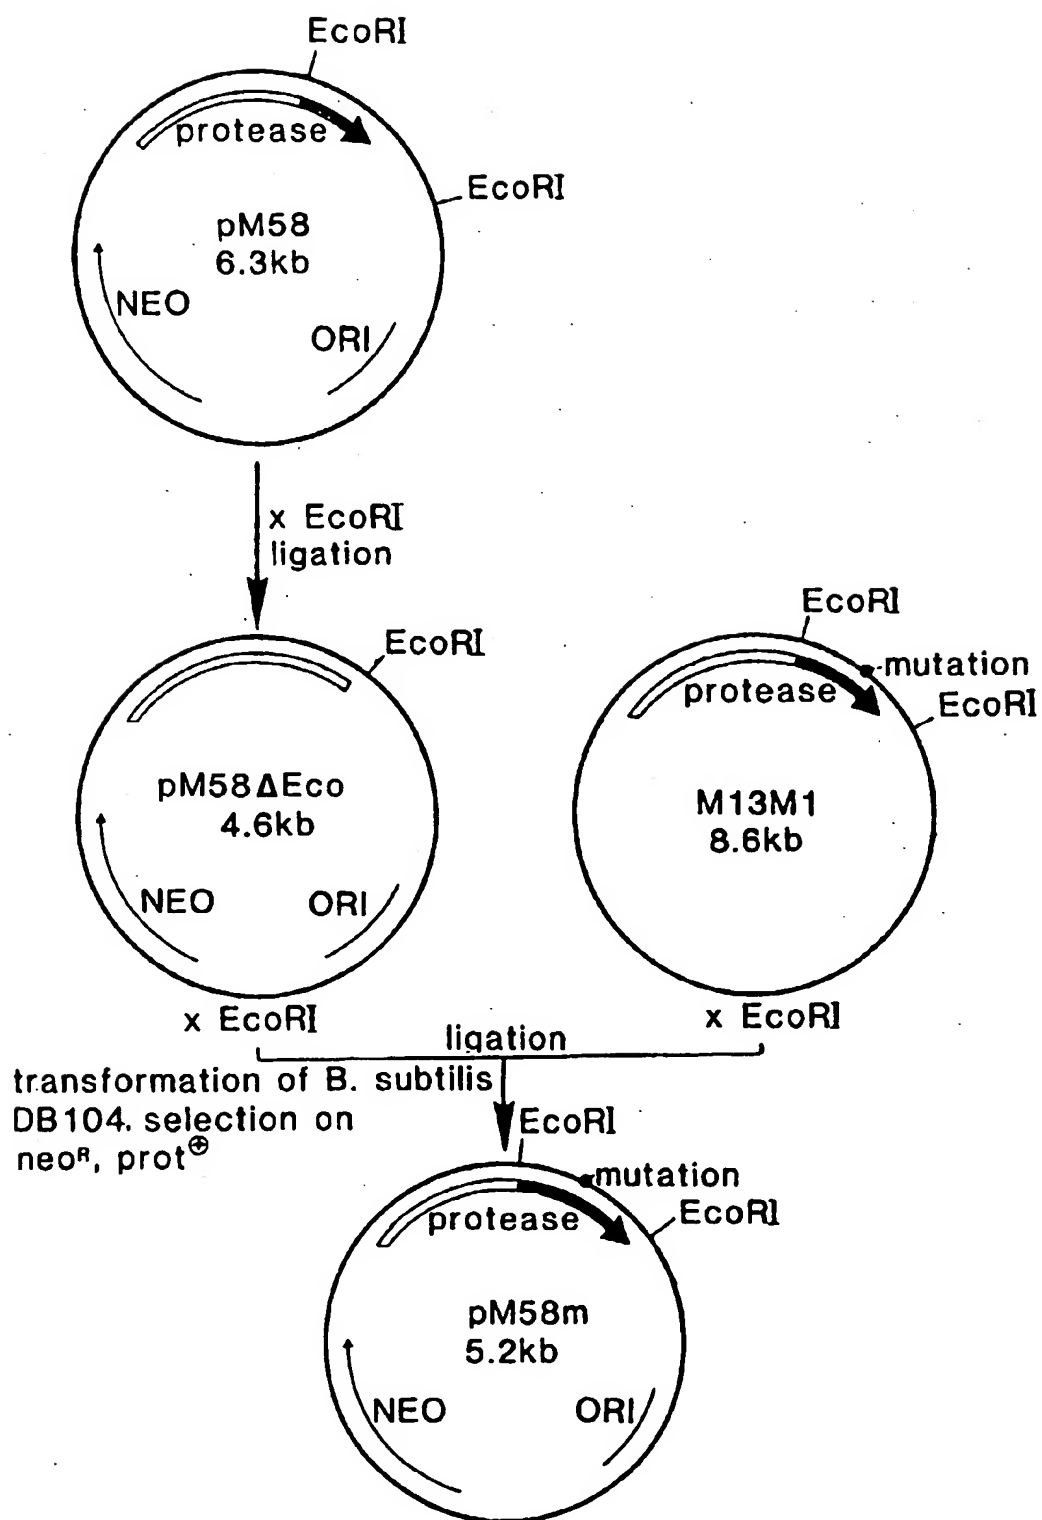 EcoRI
protease
EcoRI
pM58
6.3kb
NEO
ORI
x EcoRI
ligation
EcoRI
pM58ΔEco
4.6kb
NEO
ORI
x EcoRI
EcoRI
mutation
protease
EcoRI
M13M1
8.6kb
x EcoRI
ligation
transformation of B. subtilis
DB104. selection on
neoᴿ, prot⊕
EcoRI
mutation
protease
EcoRI
pM58m
5.2kb
NEO
ORI